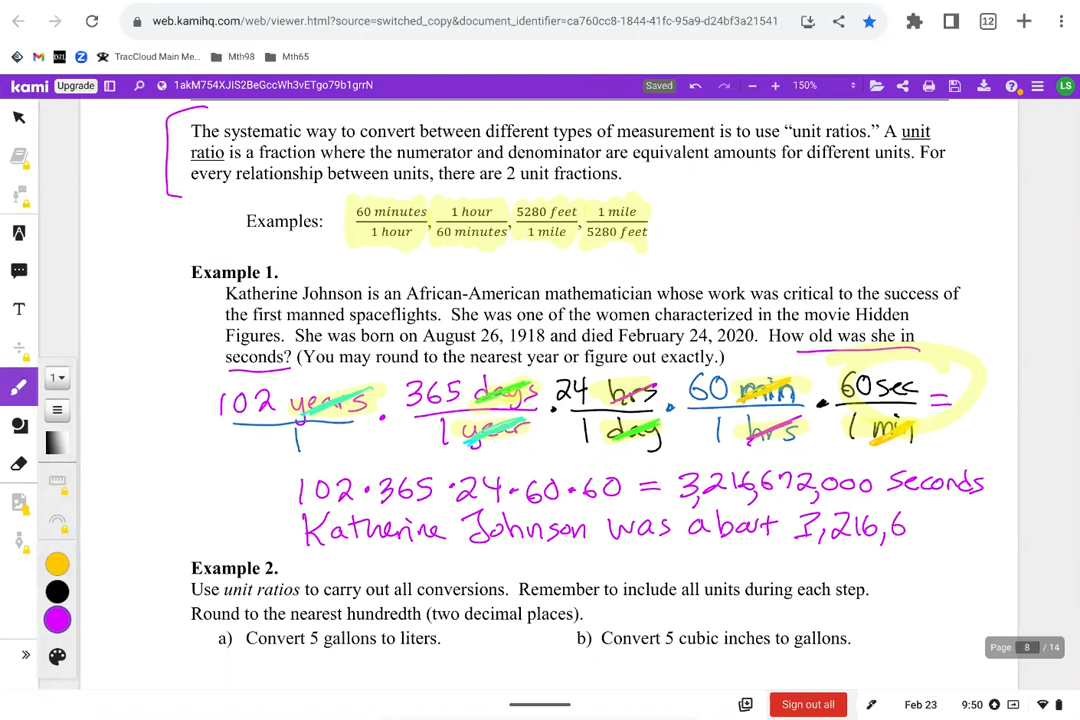 web.kamihq.com/web/viewer.html?source=switched_copy&document_identifier=ca760cc8-1844-41fc-95a9-d24bf3a21541
12
D2L TracCloud Main Me... Mth98 Mth65
kami Upgrade 1akM754XJIS2BeGccWh3vETgo79b1grrN Saved 150% LS
The systematic way to convert between different types of measurement is to use “unit ratios.” A unit
ratio is a fraction where the numerator and denominator are equivalent amounts for different units. For
every relationship between units, there are 2 unit fractions.
Examples: 60 minutes/1 hour, 1 hour/60 minutes, 5280 feet/1 mile, 1 mile/5280 feet
Example 1.
Katherine Johnson is an African-American mathematician whose work was critical to the success of
the first manned spaceflights. She was one of the women characterized in the movie Hidden
Figures. She was born on August 26, 1918 and died February 24, 2020. How old was she in
seconds? (You may round to the nearest year or figure out exactly.)
102 years/1 · 365 days/1 year · 24 hrs/1 day · 60 min/1 hrs · 60 sec/1 min =
102 · 365 · 24 · 60 · 60 = 3,216,672,000 seconds
Katherine Johnson was about 3,216,6
Example 2.
Use unit ratios to carry out all conversions. Remember to include all units during each step.
Round to the nearest hundredth (two decimal places).
a) Convert 5 gallons to liters. b) Convert 5 cubic inches to gallons.
1
Page 8 / 14
Sign out all Feb 23 9:50